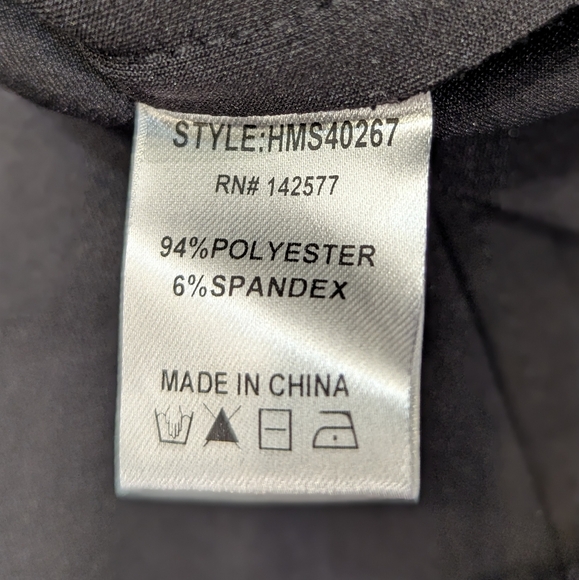 STYLE:HMS40267
RN# 142577
94%POLYESTER
6%SPANDEX
MADE IN CHINA